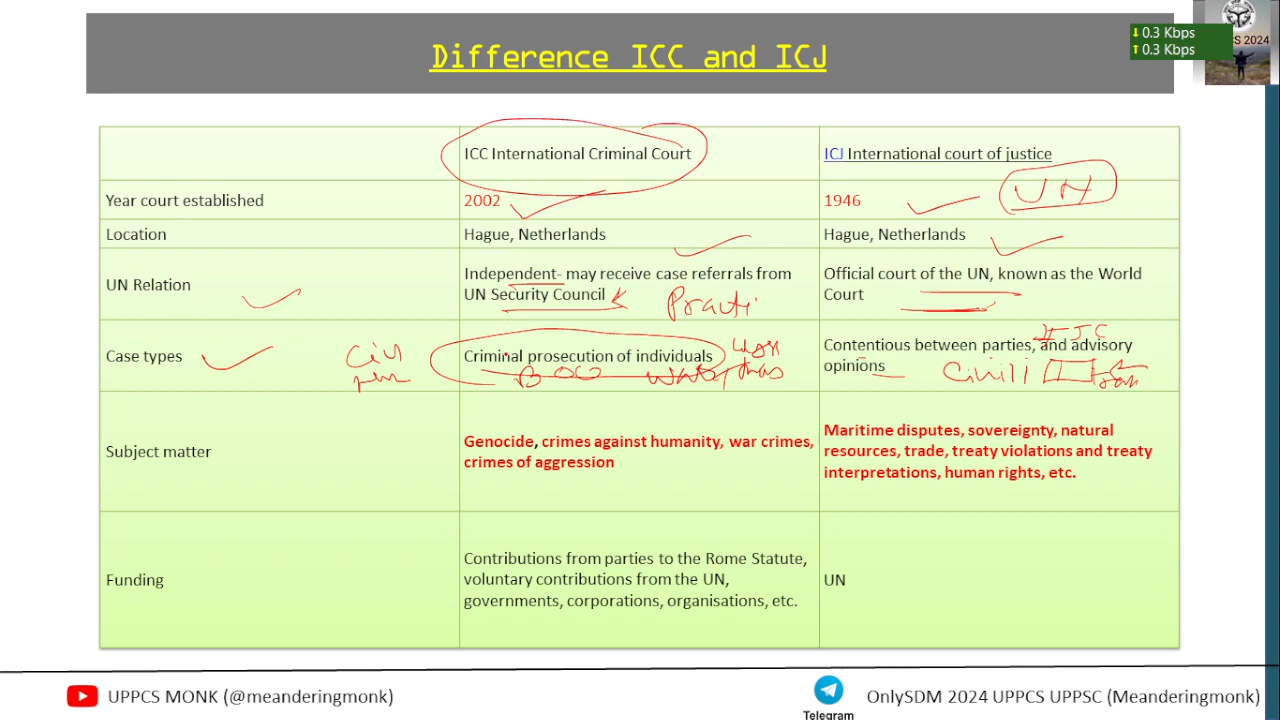 Difference ICC and ICJ
↓ 0.3 Kbps
↑ 0.3 Kbps
CS 2024
ICC International Criminal Court
ICJ International court of justice
Year court established
2002
1946
UN
Location
Hague, Netherlands
Hague, Netherlands
UN Relation
Independent- may receive case referrals from
UN Security Council
Official court of the UN, known as the World
Court
Case types
Criminal prosecution of individuals
Contentious between parties, and advisory
opinions
Subject matter
Genocide, crimes against humanity, war crimes,
crimes of aggression
Maritime disputes, sovereignty, natural
resources, trade, treaty violations and treaty
interpretations, human rights, etc.
Funding
Contributions from parties to the Rome Statute,
voluntary contributions from the UN,
governments, corporations, organisations, etc.
UN
UPPCS MONK (@meanderingmonk)
Telegram
OnlySDM 2024 UPPCS UPPSC (Meanderingmonk)